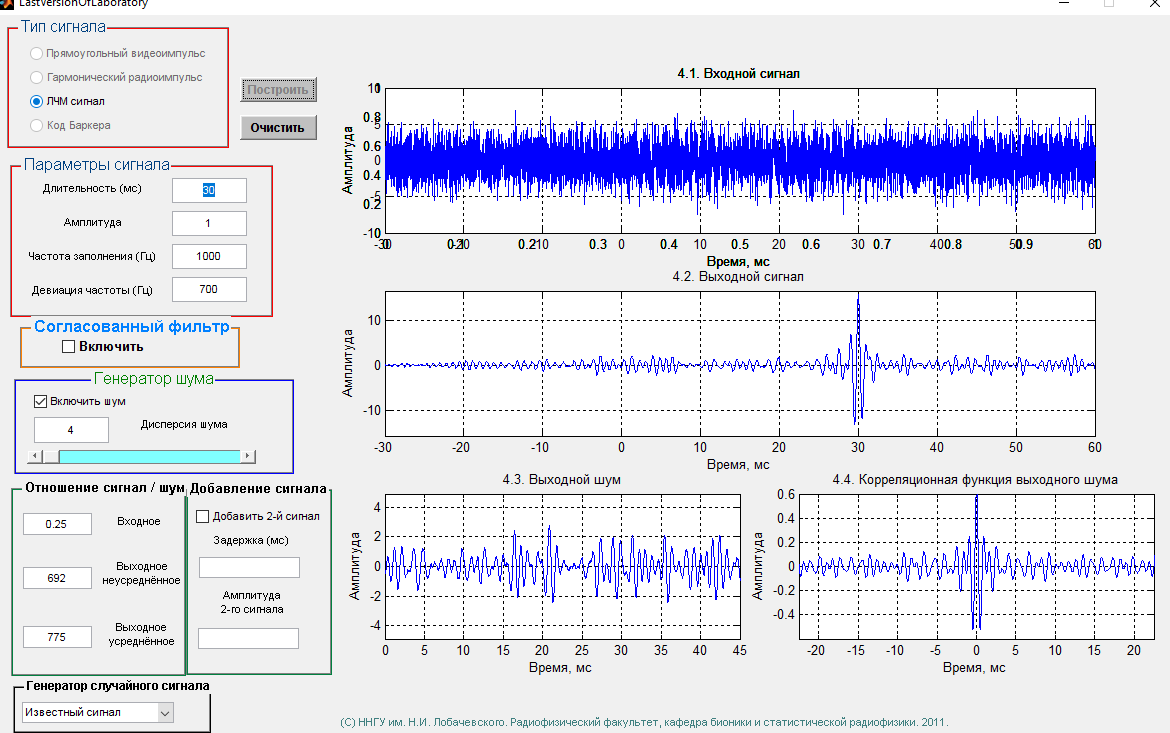 LastVersionOfLaboratory
Тип сигнала
Прямоугольный видеоимпульс
Гармонический радиоимпульс
ЛЧМ сигнал
Код Баркера
Построить
Очистить
Параметры сигнала
Длительность (мс)
30
Амплитуда
1
Частота заполнения (Гц)
1000
Девиация частоты (Гц)
700
Согласованный фильтр
Включить
Генератор шума
Включить шум
4
Дисперсия шума
Отношение сигнал / шум
0.25
Входное
692
Выходное
неусреднённое
775
Выходное
усреднённое
Добавление сигнала
Добавить 2-й сигнал
Задержка (мс)
Амплитуда
2-го сигнала
Генератор случайного сигнала
Известный сигнал
4.1. Входной сигнал
Амплитуда
10
1
0.8
5
0.6
0
0.4
0.2
-10
-30 -20 -10 0 10 20 30 40 50 60
0 0.1 0.2 0.3 0.4 0.5 0.6 0.7 0.8 0.9 1
Время, мс
4.2. Выходной сигнал
Амплитуда
10
0
-10
-30 -20 -10 0 10 20 30 40 50 60
Время, мс
4.3. Выходной шум
Амплитуда
4
2
0
-2
-4
0 5 10 15 20 25 30 35 40 45
Время, мс
4.4. Корреляционная функция выходного шума
Амплитуда
0.6
0.4
0.2
0
-0.2
-0.4
-20 -15 -10 -5 0 5 10 15 20
Время, мс
(С) ННГУ им. Н.И. Лобачевского. Радиофизический факультет, кафедра бионики и статистической радиофизики. 2011.